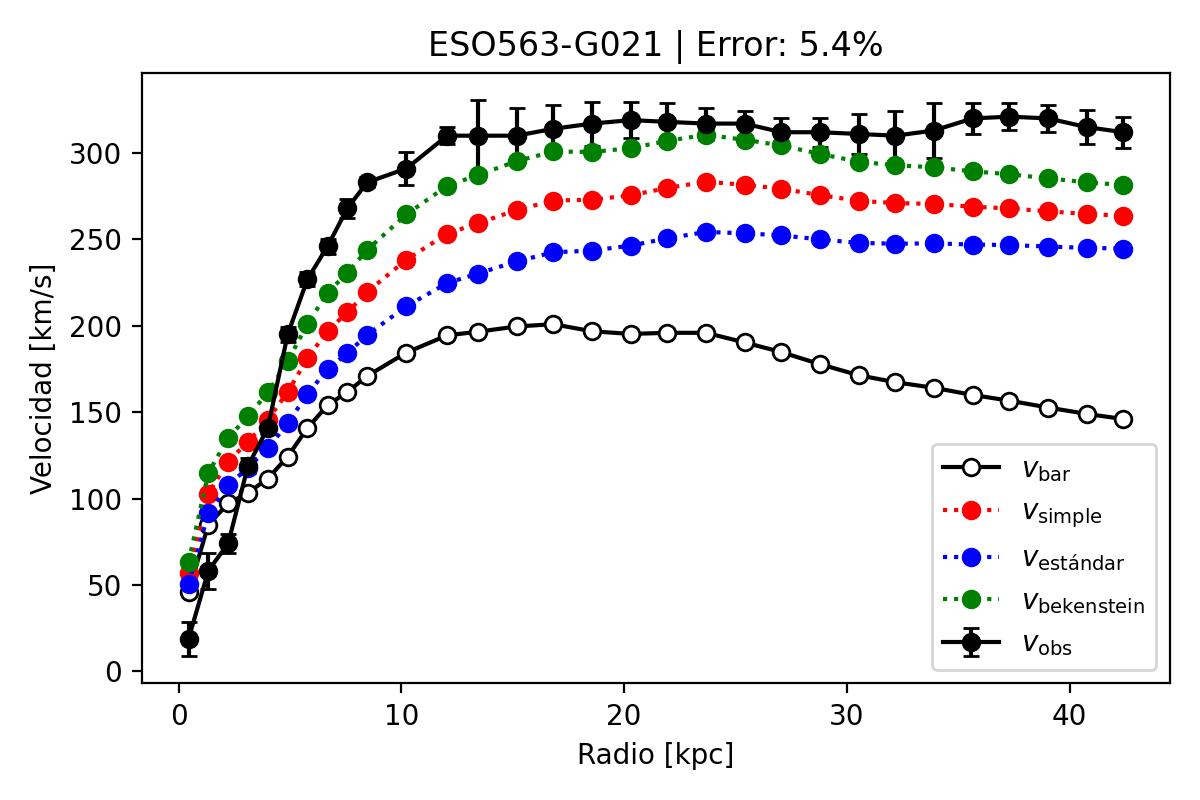 ESO563-G021 | Error: 5.4%
Velocidad [km/s]
300
250
200
150
100
50
0
0 10 20 30 40
Radio [kpc]
v_bar
v_simple
v_estándar
v_bekenstein
v_obs